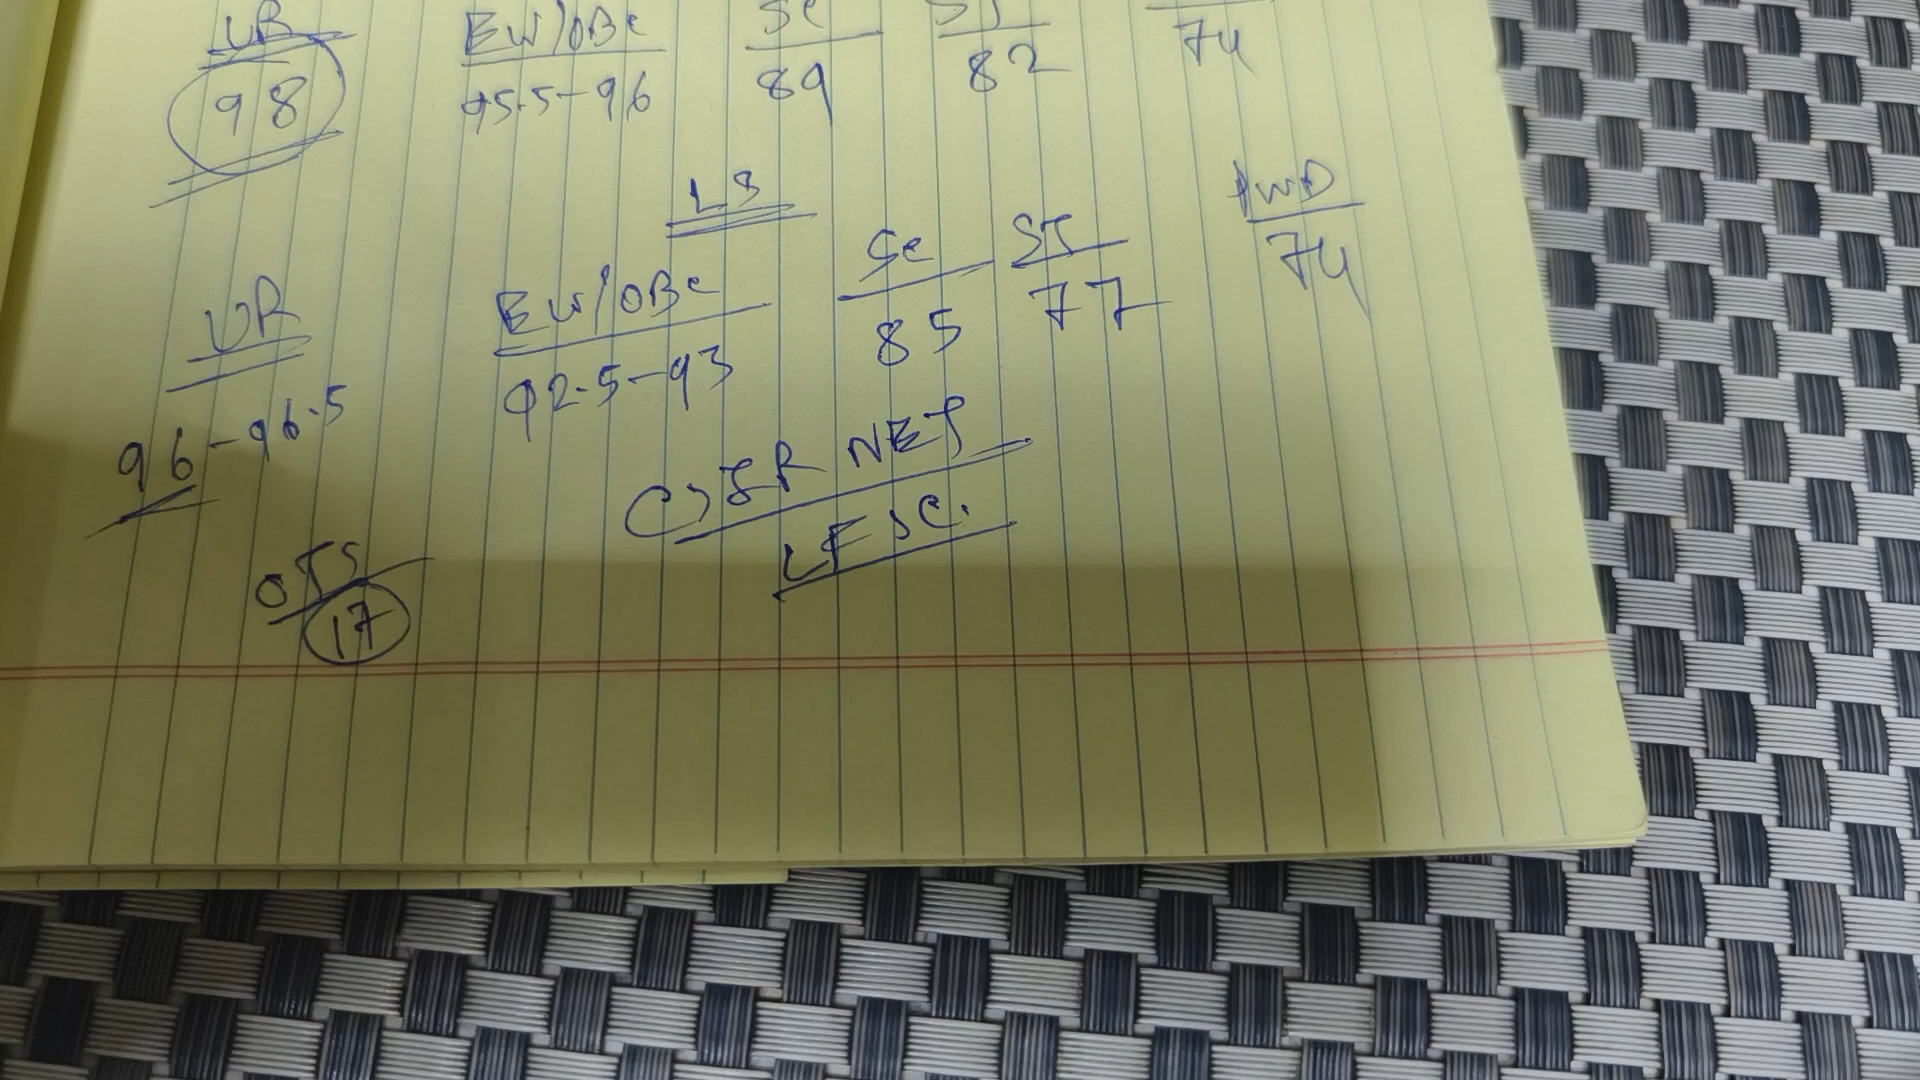 UR EW/OBC SC ST
98 95.5-96 89 82 74
LS
UR EW/OBC SC ST PWD
96-96.5 92.5-93 85 77 74
CSIR NET
LFSC.
OTS
17